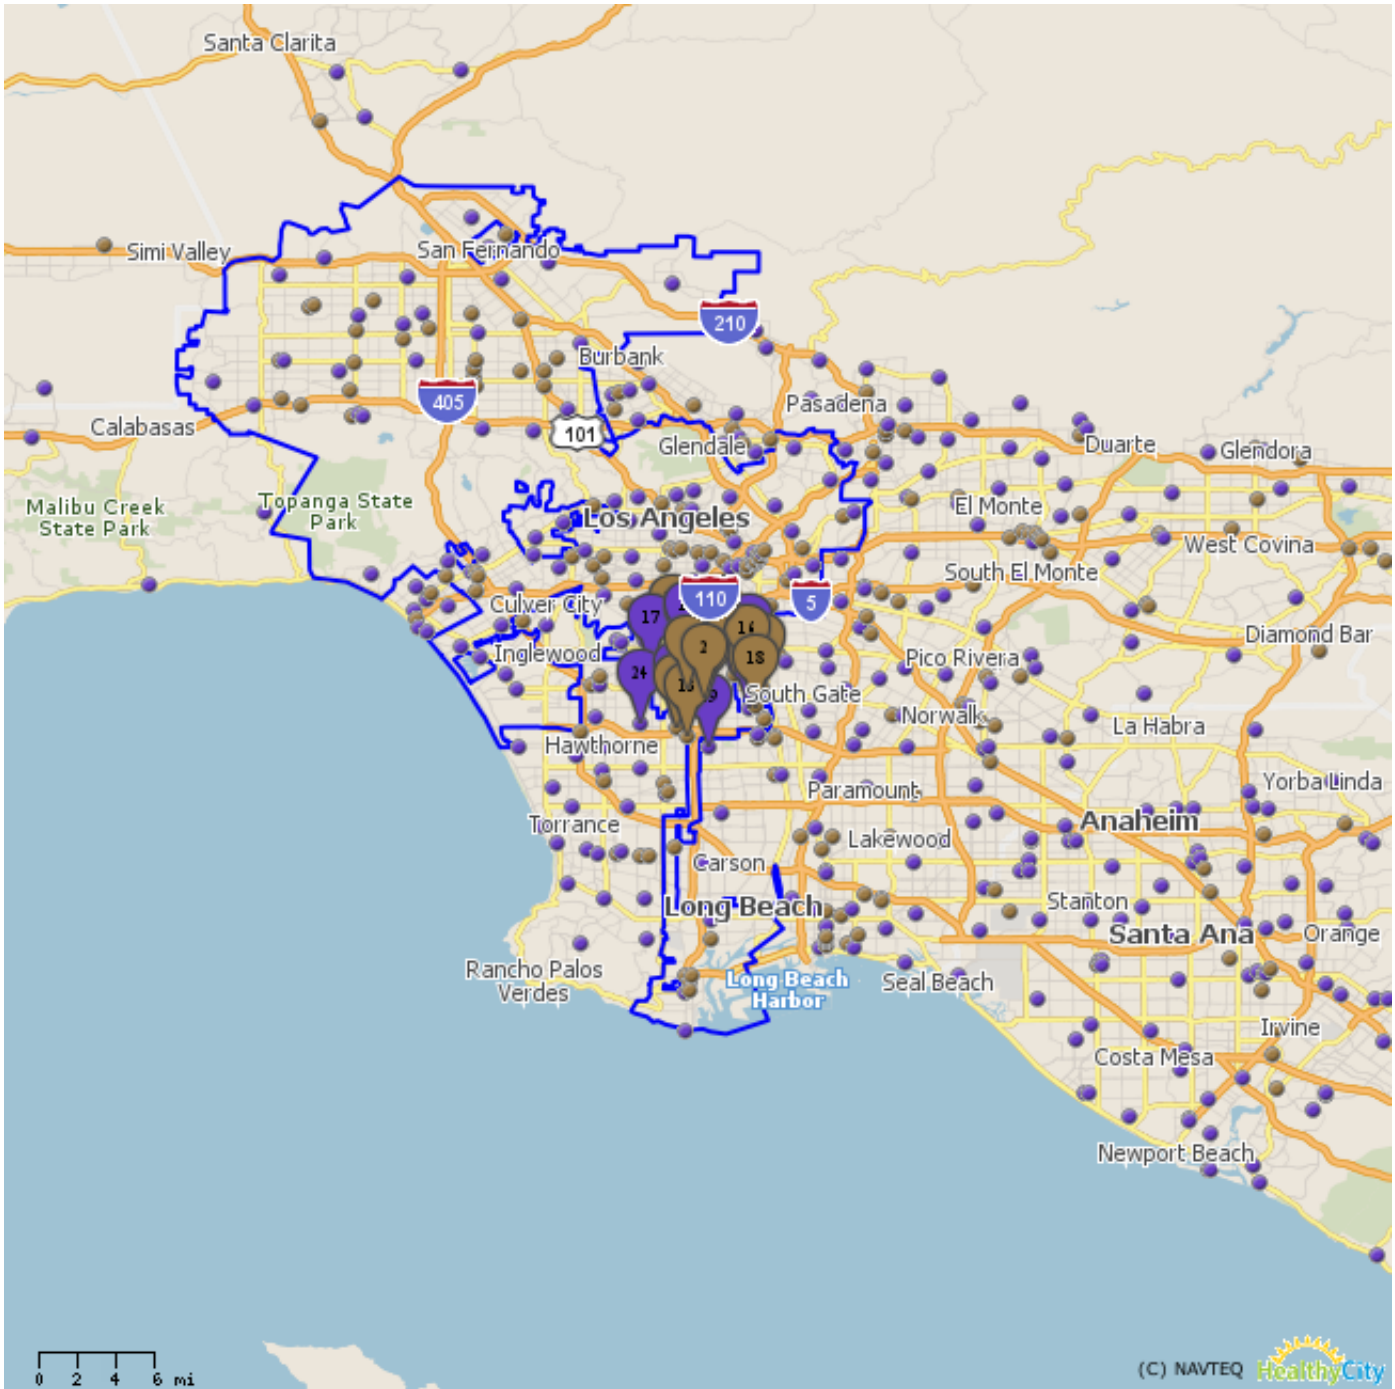 Santa Clarita
Simi Valley
San Fernando
210
Burbank
405
Pasadena
Calabasas
101
Glendale
Duarte
Glendora
Malibu Creek
State Park
Topanga State
Park
El Monte
Los Angeles
West Covina
South El Monte
110
5
Culver City
17
16
Diamond Bar
Inglewood
2
18
Pico Rivera
24
South Gate
Norwalk
La Habra
Hawthorne
Yorba Linda
Paramount
Torrance
Anaheim
Lakewood
Carson
Long Beach
Stanton
Santa Ana
Orange
Rancho Palos
Verdes
Long Beach
Harbor
Seal Beach
Irvine
Costa Mesa
Newport Beach
0 2 4 6 mi
(C) NAVTEQ HealthyCity